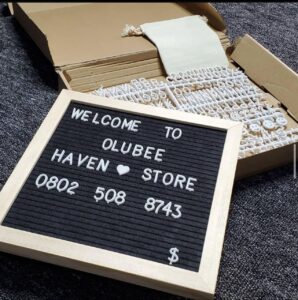 WELCOME TO
OLUBEE
HAVEN ♥ STORE
0802 508 8743
$